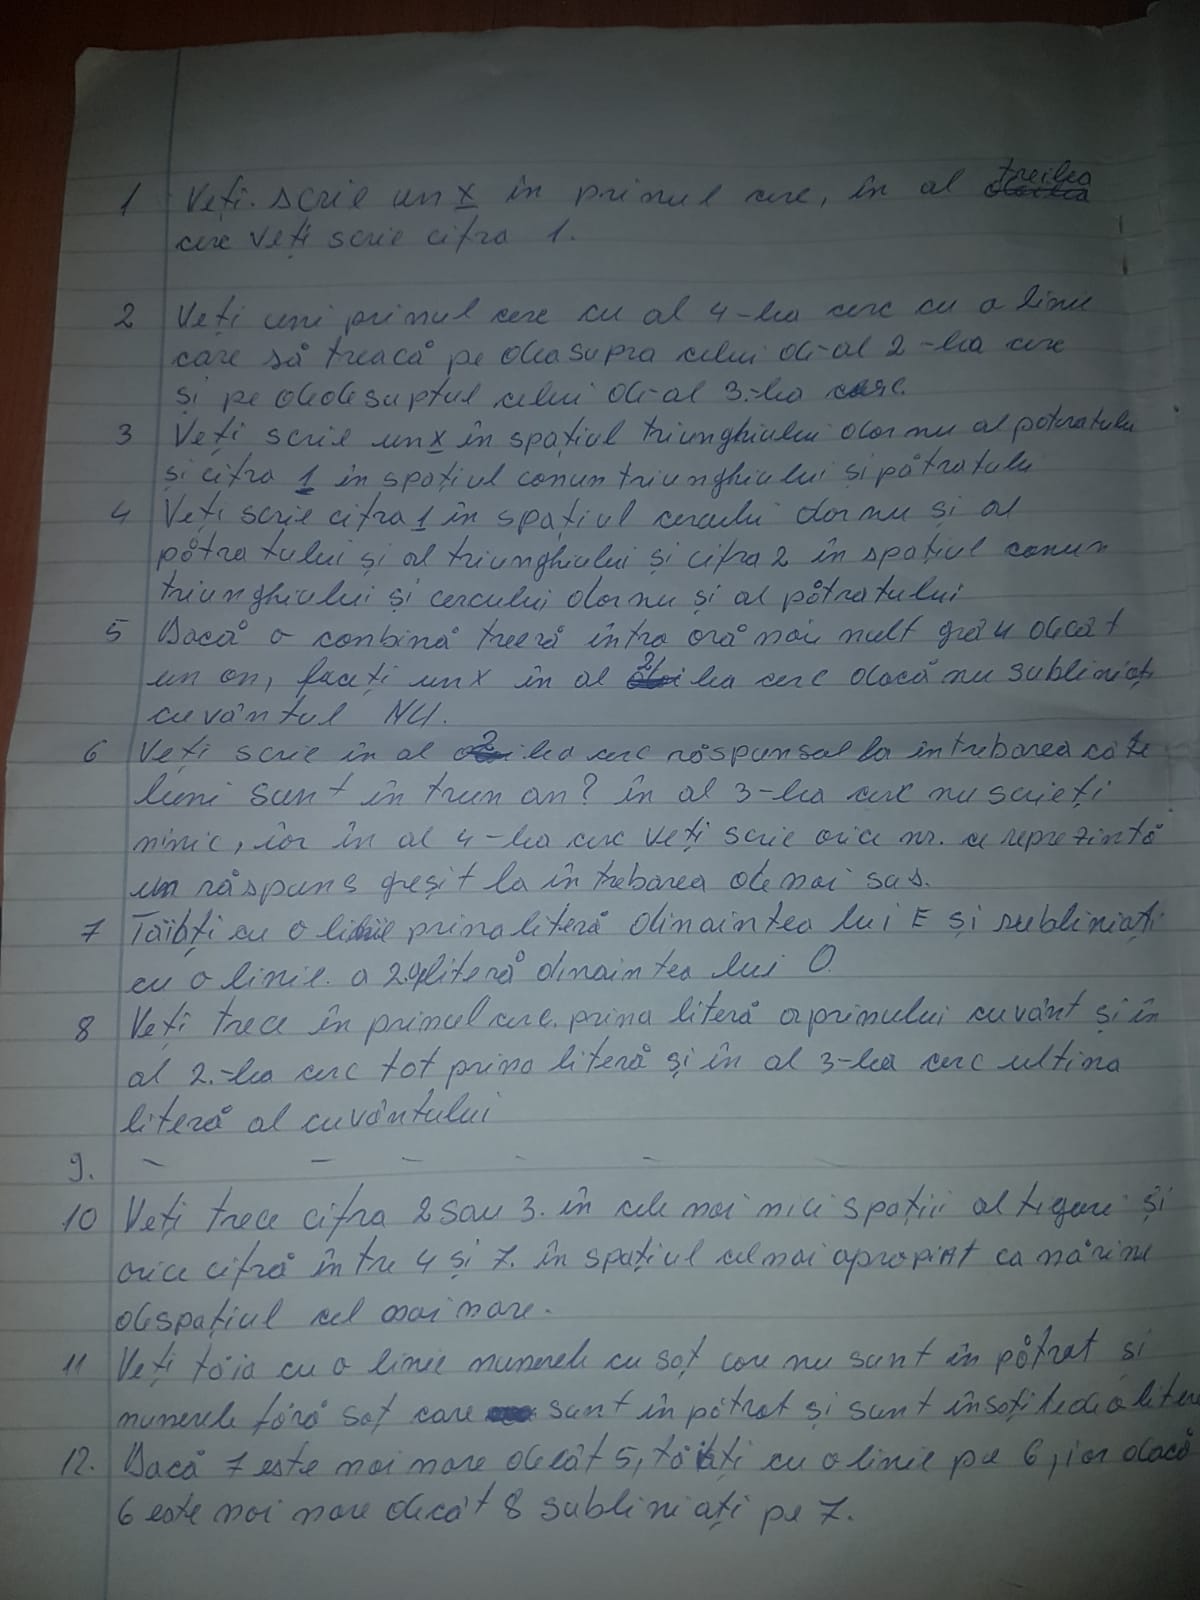 1 Veți scrie un x în primul cerc, în al treilea
cerc veți scrie cifra 1.
2 Veți uni primul cerc cu al 4-lea cerc cu o linie
care să treacă pe deasupra celui de-al 2-lea cerc
și pe dedesuptul celui de-al 3-lea cerc.
3 Veți scrie un x în spațiul triunghiului dar nu al patratulu
și cifra 1 în spațiul comun triunghiului și pătratulu
4 Veți scrie cifra 1 în spațiul cercului dar nu și al
pătratului și al triunghiului și cifra 2 în spațiul comun
triunghiului și cercului dar nu și al pătratului
5 Dacă o combină treeră intro oră mai mult grâu decât
un om, faceți un x în al 2lea cerc dacă nu subliniați
cuvântul NU.
6 Veți scrie în al 2lea cerc răspunsul la întrebarea câte
luni sunt întrun an? în al 3-lea cerc nu scrieți
nimic, iar în al 4-lea cerc veți scrie orice nr. ce reprezintă
un răspuns greșit la întrebarea de mai sus.
7 Tăiați cu o linie prima literă dinaintea lui E și subliniați
cu o linie a 2a literă dinaintea lui O.
8 Veți trece în primul cerc prima literă a primului cuvânt și în
al 2-lea cerc tot prima literă și în al 3-lea cerc ultima
literă al cuvântului
9. - - - - -
10 Veți trece cifra 2 sau 3 în cele mai mici spații al figuri și
orice cifră între 4 și 7. în spațiul cel mai apropiat ca mărime
de spațiul cel mai mare.
11 Veți tăia cu o linie numerele cu soț care nu sunt în pătrat și
numerele fără soț care sunt în pătrat și sunt însoțite de o litere
12. Dacă 7 este mai mare decât 5, tăiați cu o linie pe 6, iar dacă
6 este mai mare decât 8 subliniați pe 7.